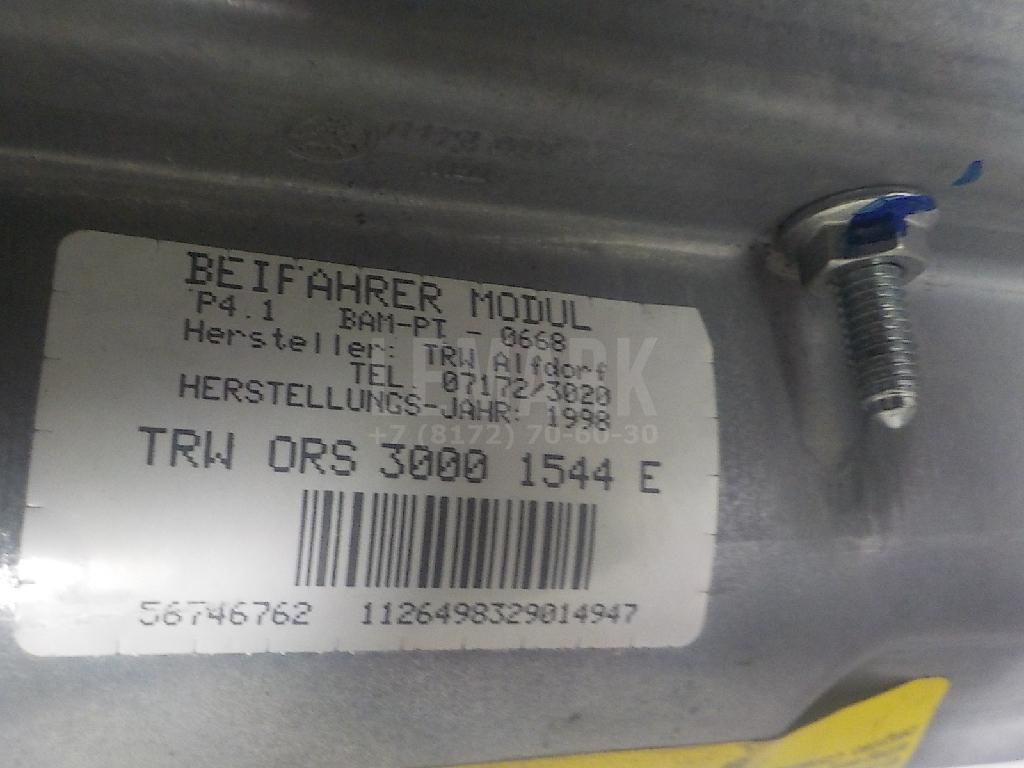 BEIFAHRER MODUL
P4.1 BAM-PT - 0668
Hersteller: TRW Alfdorf
TEL. 07172/3020
HERSTELLUNGS-JAHR: 1998
TRW ORS 3000 1544 E
56746762 1126498329014947
LEMARK
+7 (8172) 70-60-30